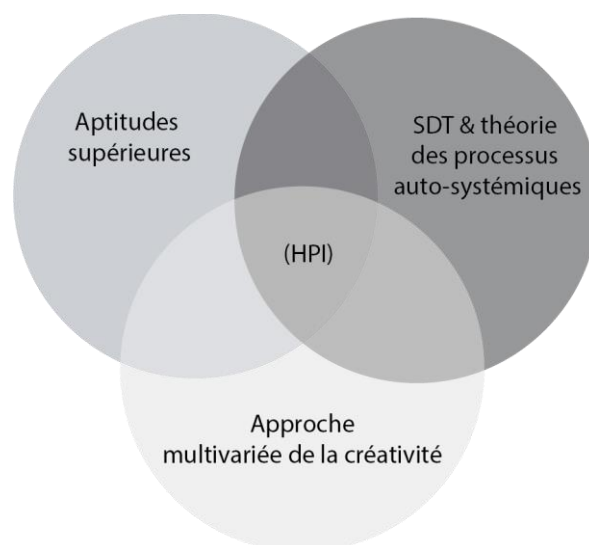 Aptitudes
supérieures
SDT & théorie
des processus
auto-systémiques
(HPI)
Approche
multivariée de la créativité